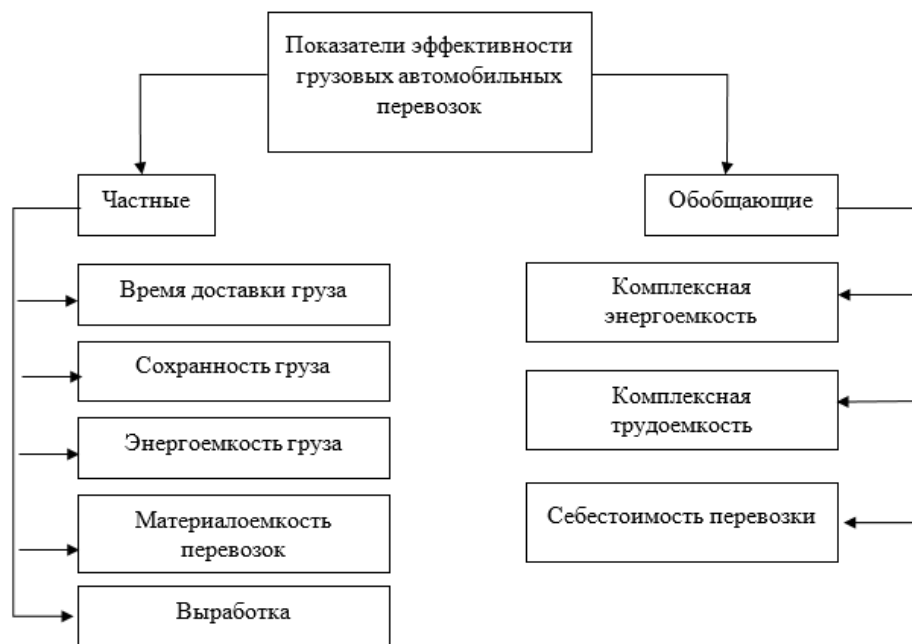 Показатели эффективности
грузовых автомобильных
перевозок
Частные
Обобщающие
Время доставки груза
Сохранность груза
Энергоемкость груза
Материалоемкость
перевозок
Выработка
Комплексная
энергоемкость
Комплексная
трудоемкость
Себестоимость перевозки